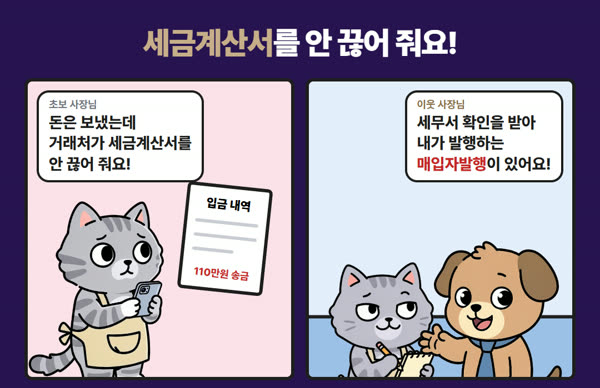 세금계산서를 안 끊어 줘요!
초보 사장님
돈은 보냈는데
거래처가 세금계산서를
안 끊어 줘요!
입금 내역
110만원 송금
이웃 사장님
세무서 확인을 받아
내가 발행하는
매입자발행이 있어요!